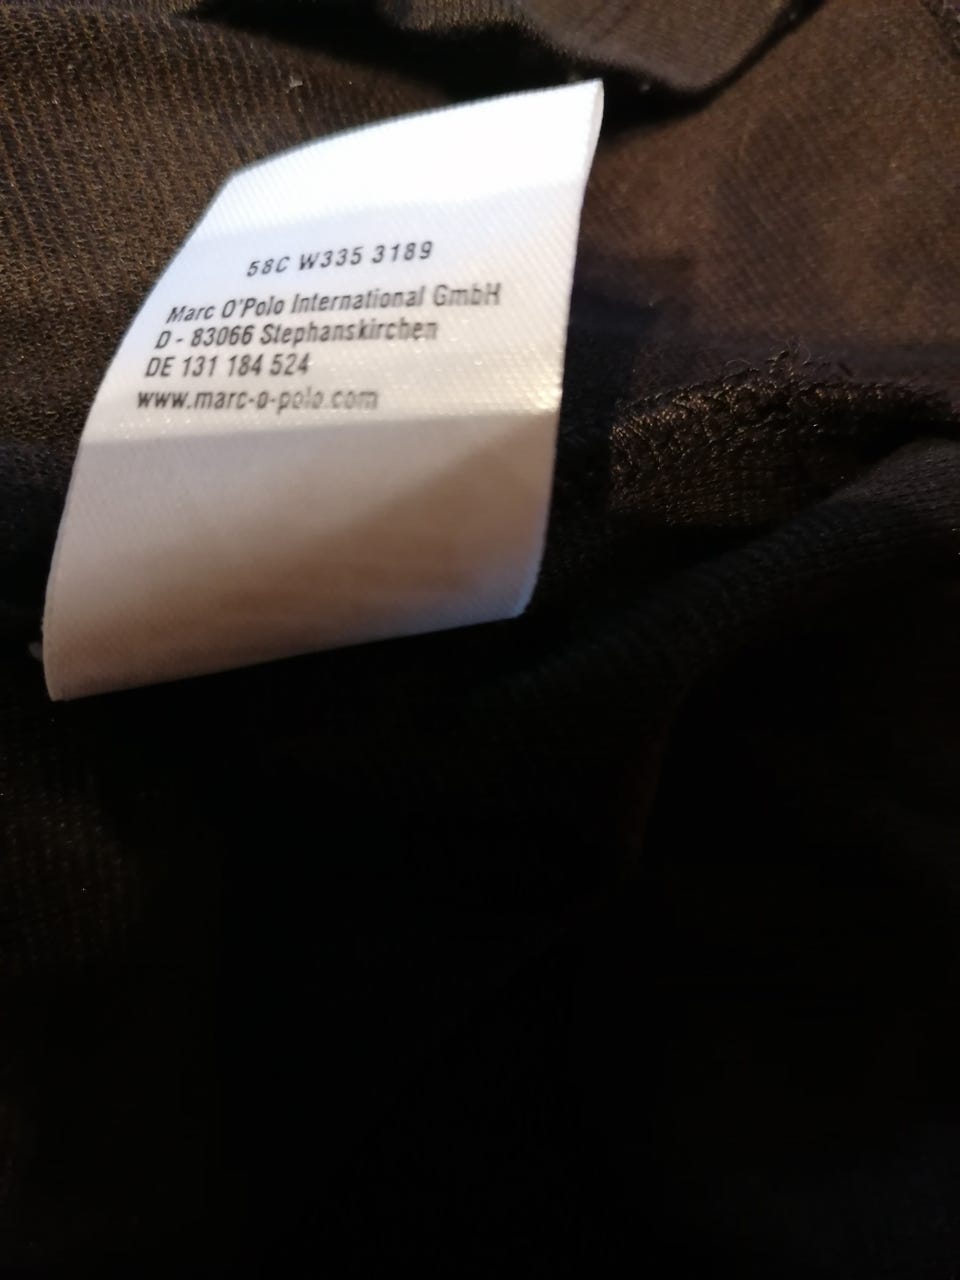 58C W335 3189
Marc O'Polo International GmbH
D - 83066 Stephanskirchen
DE 131 184 524
www.marc-o-polo.com